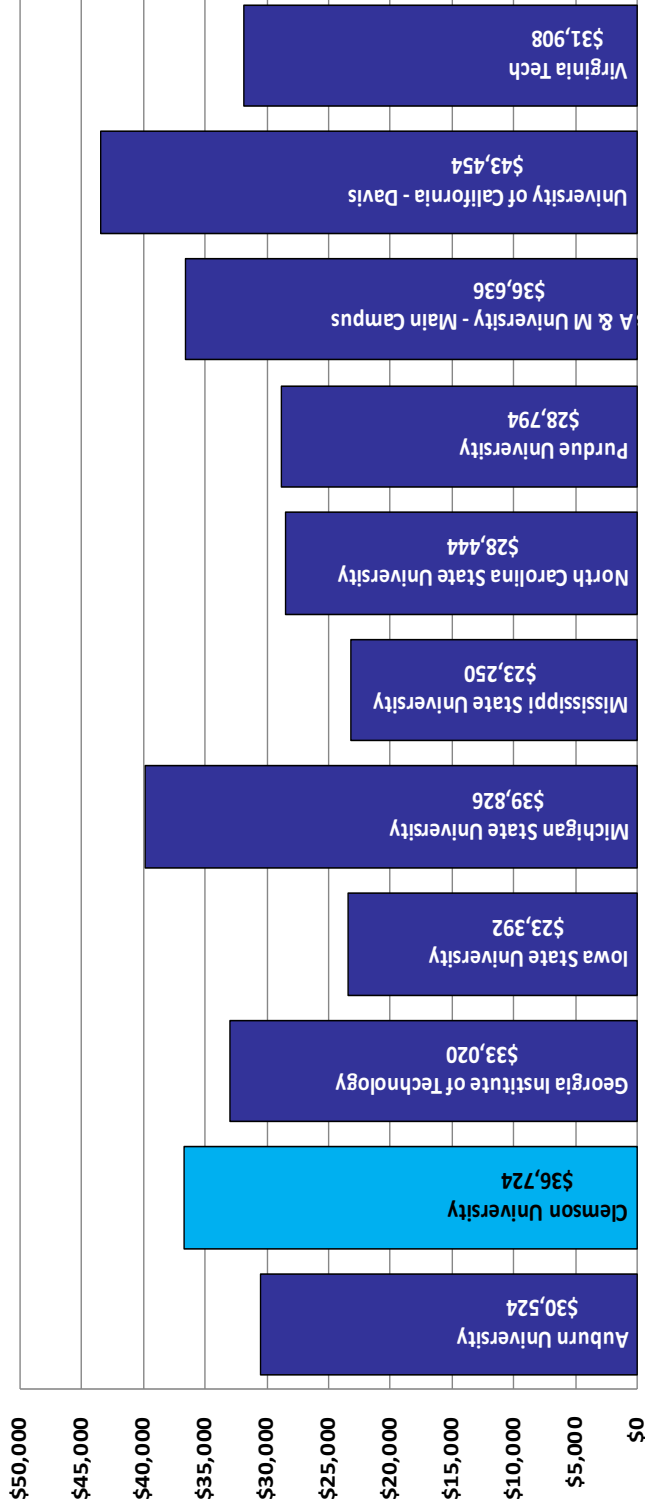 $50,000
$45,000
$40,000
$35,000
$30,000
$25,000
$20,000
$15,000
$10,000
$5,000
$0
Auburn University
$30,524
Clemson University
$36,724
Georgia Institute of Technology
$33,020
Iowa State University
$23,392
Michigan State University
$39,826
Mississippi State University
$23,250
North Carolina State University
$28,444
Purdue University
$28,794
A & M University - Main Campus
$36,636
University of California - Davis
$43,454
Virginia Tech
$31,908